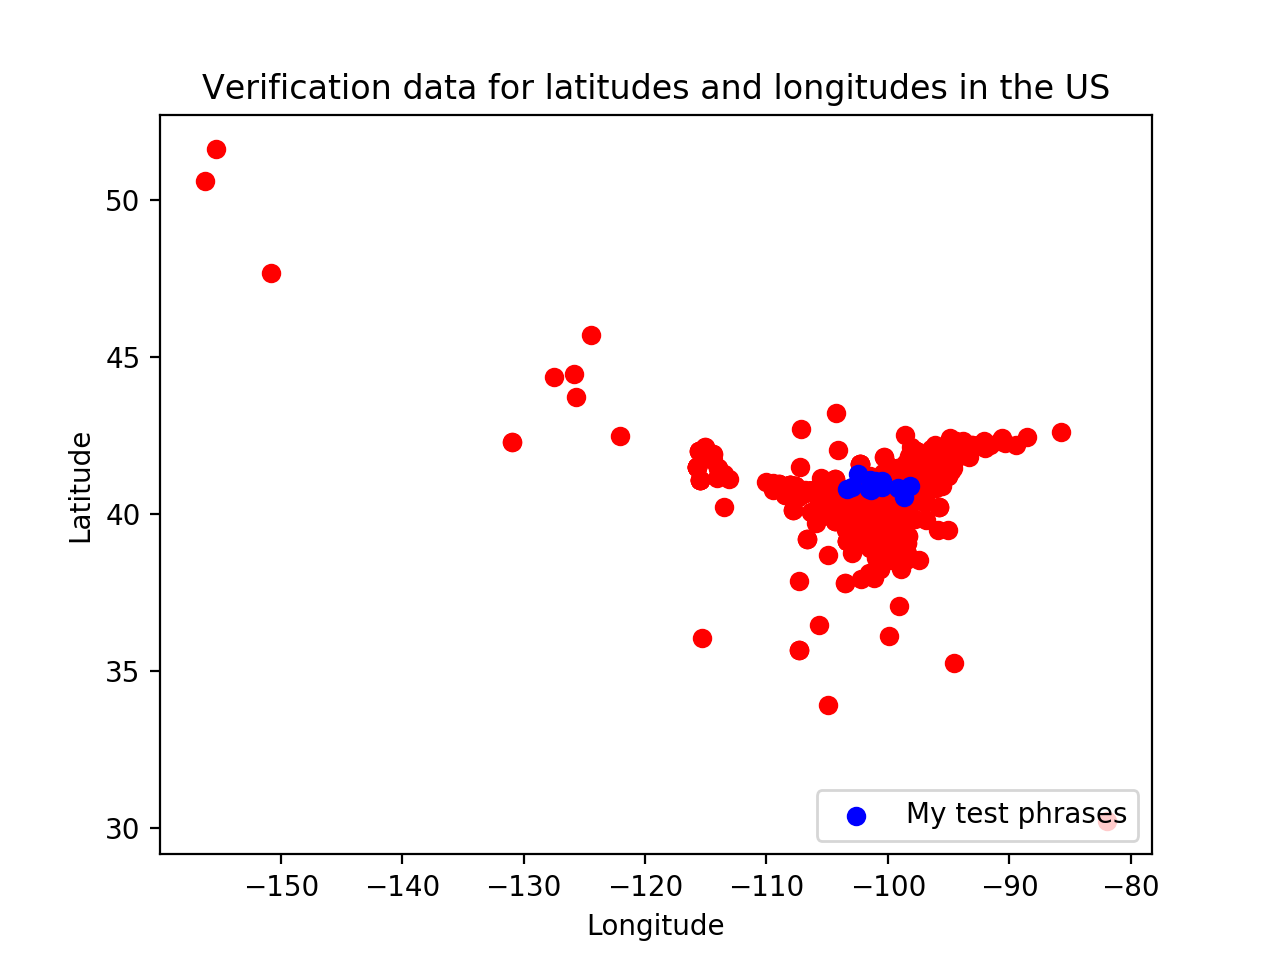 Verification data for latitudes and longitudes in the US
Latitude
50
45
40
35
30
My test phrases
−150 −140 −130 −120 −110 −100 −90 −80
Longitude